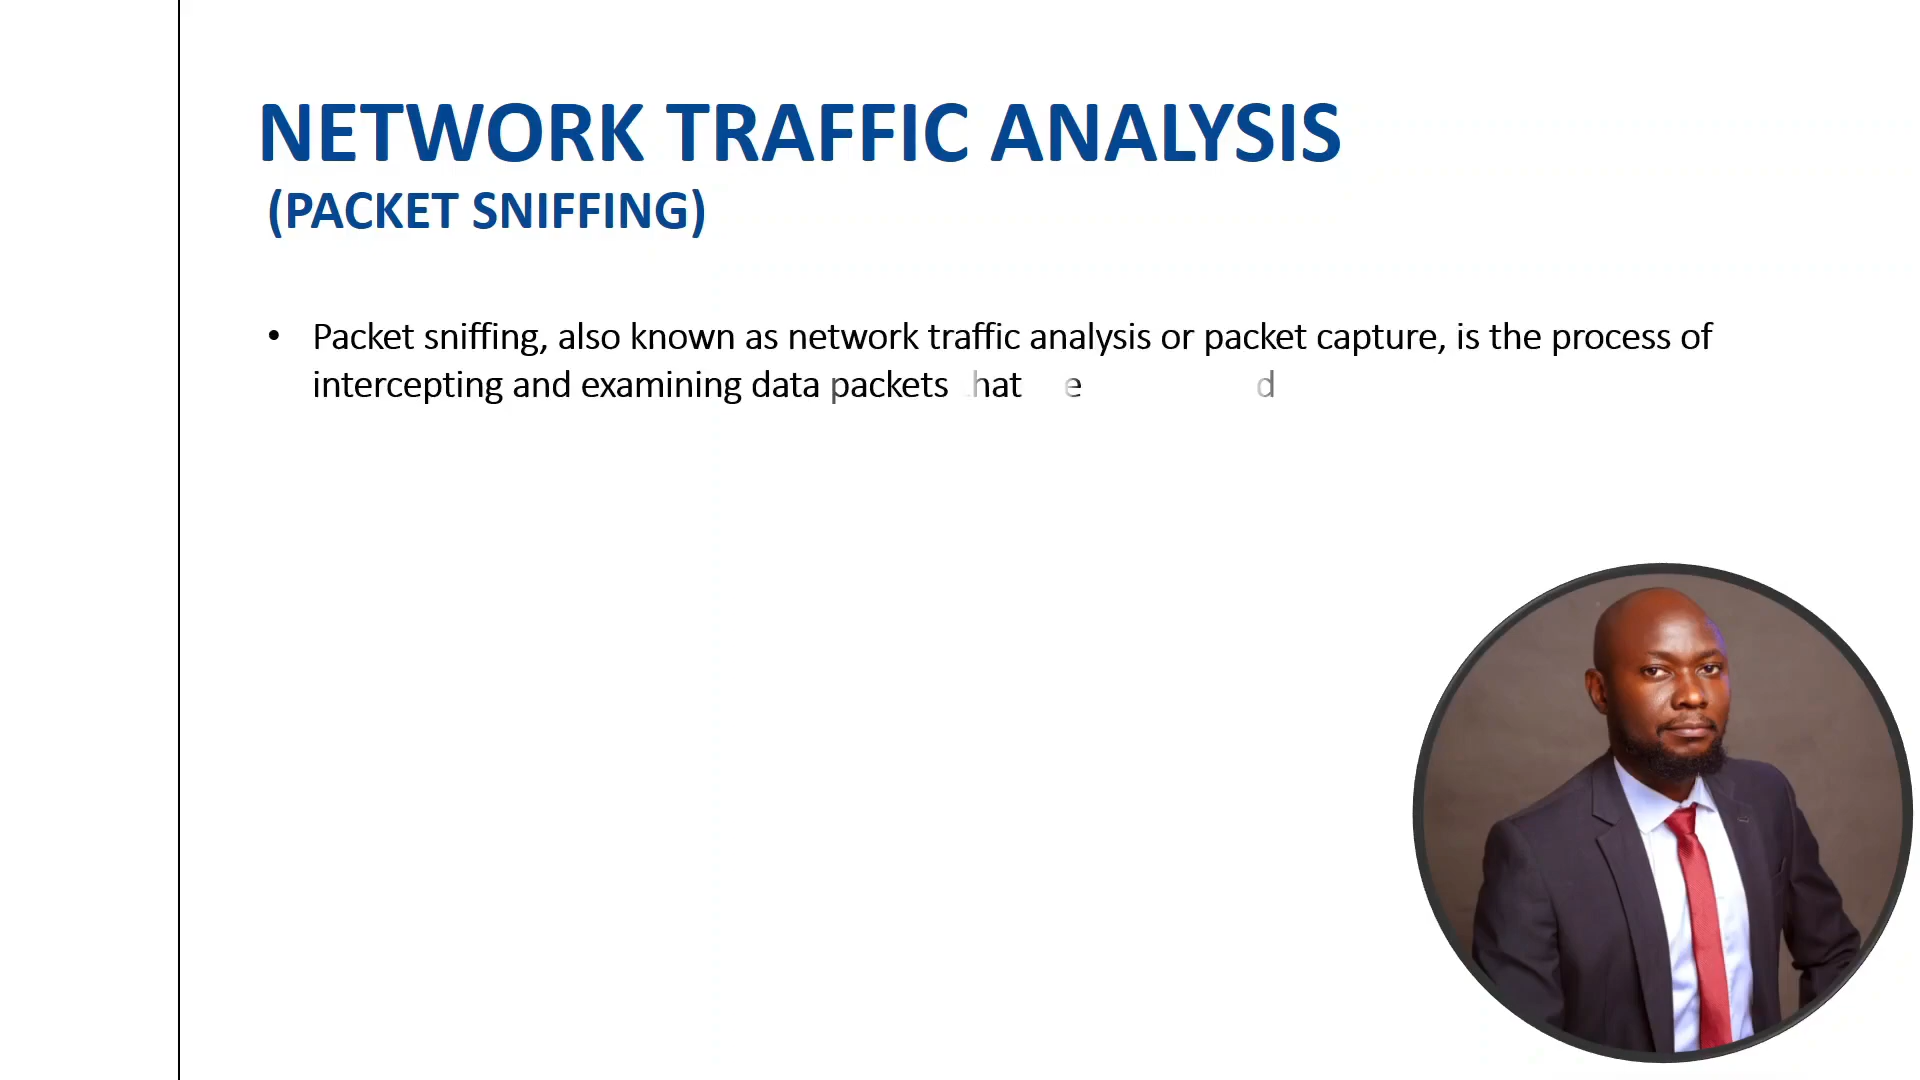 NETWORK TRAFFIC ANALYSIS
(PACKET SNIFFING)
• Packet sniffing, also known as network traffic analysis or packet capture, is the process of
intercepting and examining data packets that